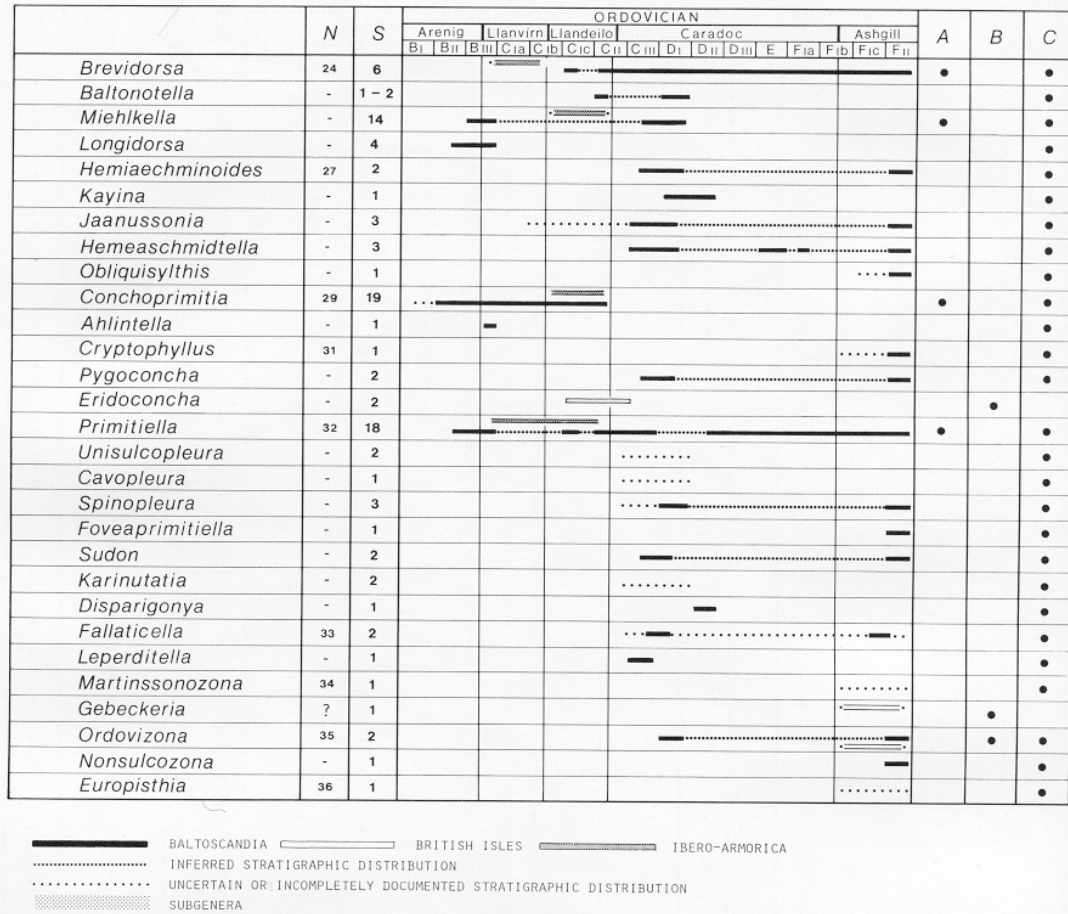 ORDOVICIAN
N S Arenig Llanvirn Llandeilo Caradoc Ashgill A B C
BI BII BIII CIa CIb CIc CII CIII DI DII DIII E FIa FIb FIc FII
Brevidorsa 24 6
Baltonotella - 1-2
Miehlkella - 14
Longidorsa - 4
Hemiaechminoides 27 2
Kayina - 1
Jaanussonia - 3
Hemeaschmidtella - 3
Obliquisylthis - 1
Conchoprimitia 29 19
Ahlintella - 1
Cryptophyllus 31 1
Pygoconcha - 2
Eridoconcha - 2
Primitiella 32 18
Unisulcopleura - 2
Cavopleura - 1
Spinopleura - 3
Foveaprimitiella - 1
Sudon - 2
Karinutatia - 2
Disparigonya - 1
Fallaticella 33 2
Leperditella - 1
Martinssonozona 34 1
Gebeckeria ? 1
Ordovizona 35 2
Nonsulcozona - 1
Europisthia 36 1
BALTOSCANDIA BRITISH ISLES IBERO-ARMORICA
INFERRED STRATIGRAPHIC DISTRIBUTION
UNCERTAIN OR INCOMPLETELY DOCUMENTED STRATIGRAPHIC DISTRIBUTION
SUBGENERA